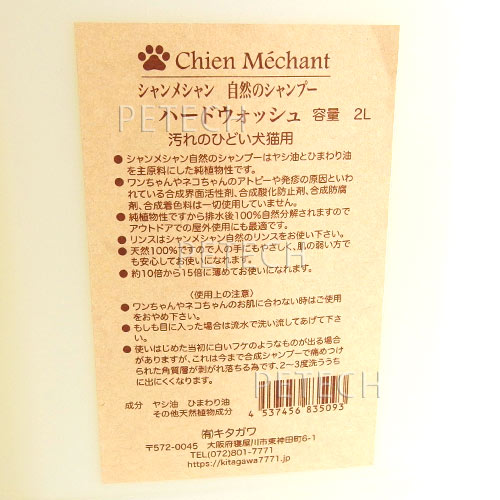 Chien Méchant
シャンメシャン 自然のシャンプー
ハードウォッシュ 容量 2L
汚れのひどい犬猫用
●シャンメシャン自然のシャンプーはヤシ油とひまわり油
を主原料にした純植物性です。
●ワンちゃんやネコちゃんのアトピーや発疹の原因といわ
れている合成界面活性剤、合成酸化防止剤、合成防腐
剤、合成着色料は一切使用していません。
●純植物性ですから排水後100%自然分解されますので
アウトドアでの屋外使用にも最適です。
●リンスはシャンメシャン自然のリンスをお使い下さい。
●天然100%ですので人の手にもやさしく、肌の弱い方で
も安心してお使いになれます。
●約10倍から15倍に薄めてお使いになれます。
(使用上の注意)
●ワンちゃんやネコちゃんのお肌に合わない時はご使用
をおやめ下さい。
●もしも目に入った場合は流水で洗い流してあげて下さ
い。
●使いはじめた当初に白いフケのようなものが出る場合
がありますが、これは今まで合成シャンプーで痛めつけ
られた角質層が剥がれ落ちる為です、2~3度洗ううち
に出にくくなります。
成分 ヤシ油 ひまわり油
その他天然植物成分
4 537456 835093
㈲キタガワ
〒572-0045 大阪府寝屋川市東神田町6-1
TEL(072)801-7771
https://kitagawa7771.jp
PETECH
PETECH
PETECH
PETECH